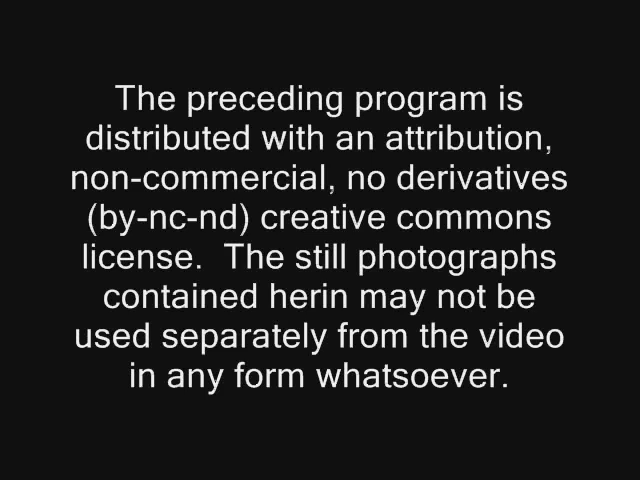 The preceding program is
distributed with an attribution,
non-commercial, no derivatives
(by-nc-nd) creative commons
license.  The still photographs
contained herin may not be
used separately from the video
in any form whatsoever.